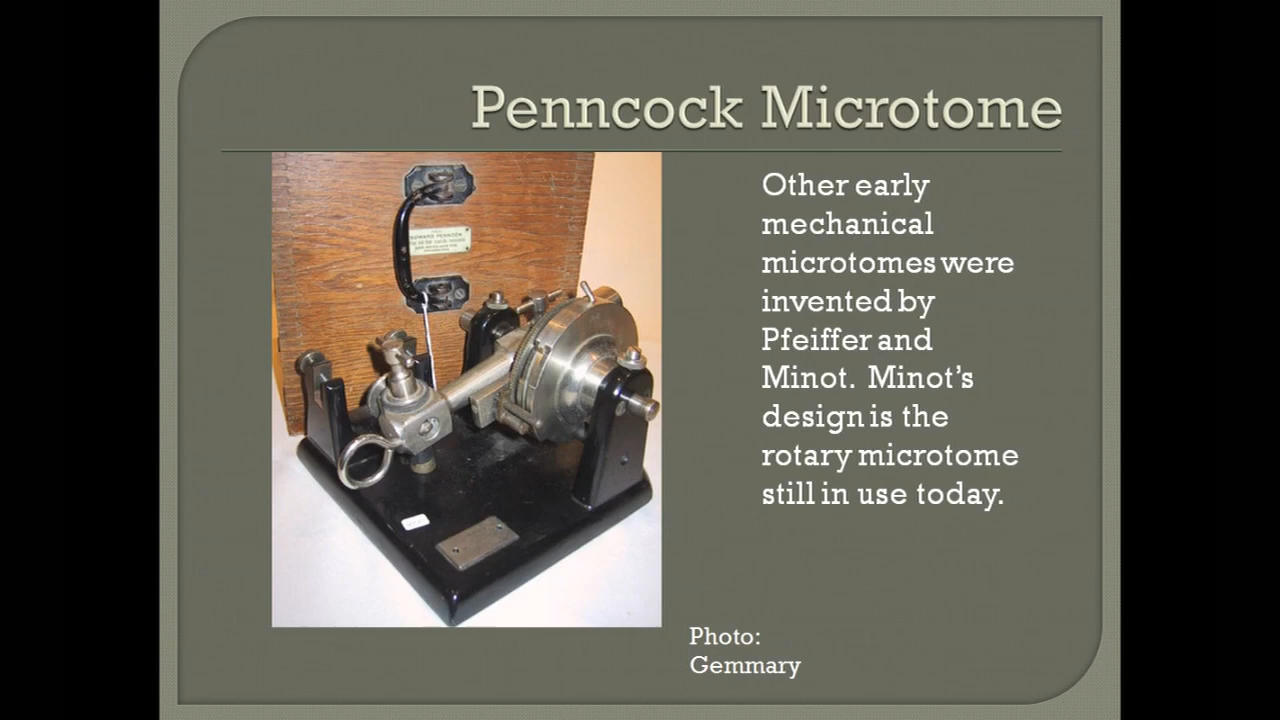 Penncock Microtome
Other early
mechanical
microtomes were
invented by
Pfeiffer and
Minot.  Minot's
design is the
rotary microtome
still in use today.
Photo:
Gemmary